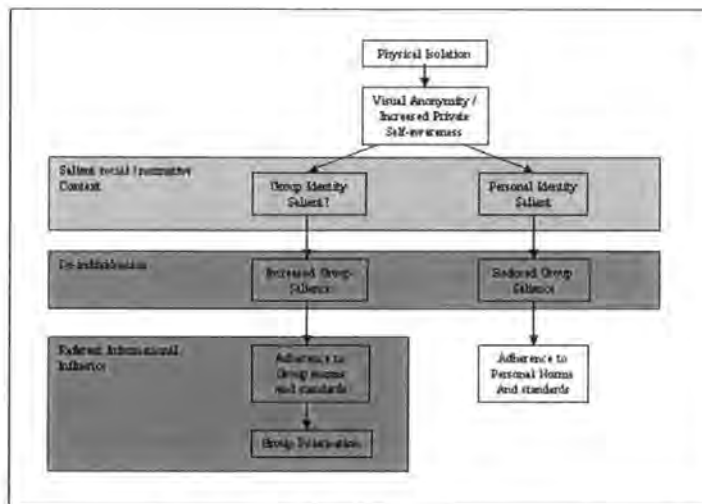 Physical Isolation
Visual Anonymity /
Increased Private
Self-awareness
Salient social / normative
Context
Group Identity
Salient?
Personal Identity
Salient
De-individuation
Increased Group
Salience
Reduced Group
Salience
Referent Informational
Influence
Adherence to
Group norms
And standards
Adherence to
Personal Norms
And standards
Group Polarisation